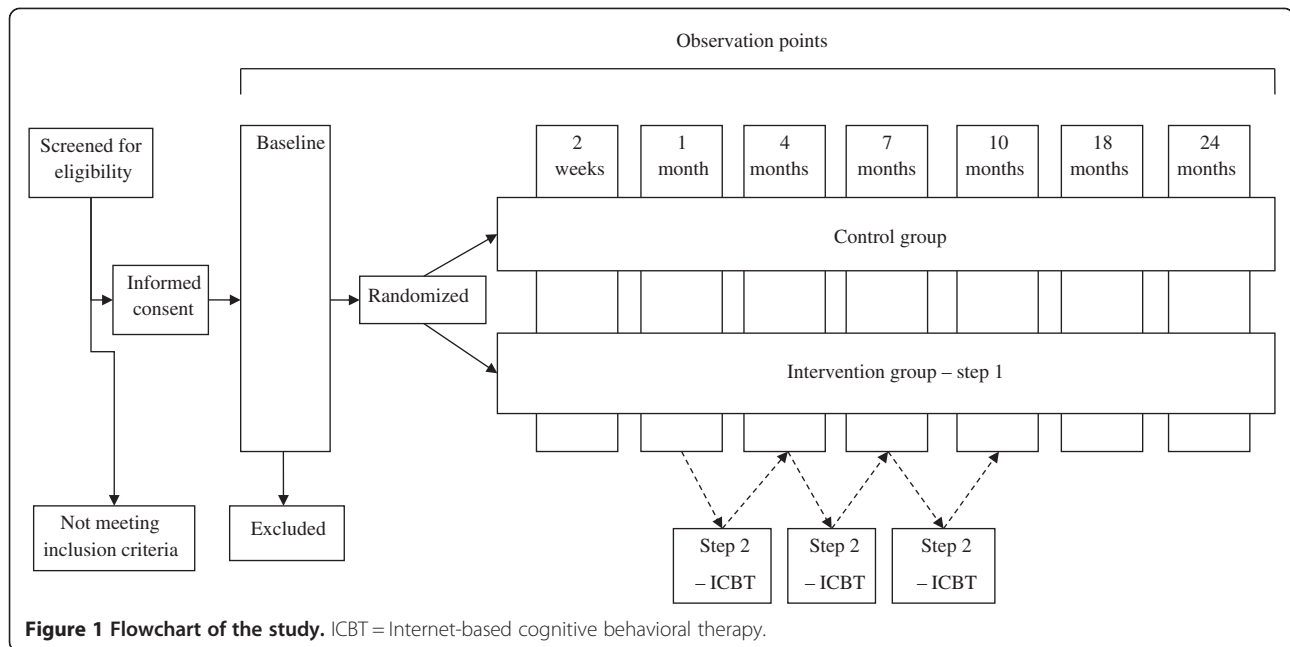 Observation points
Screened for
eligibility
Baseline
2
weeks
1
month
4
months
7
months
10
months
18
months
24
months
Control group
Informed
consent
Randomized
Intervention group – step 1
Not meeting
inclusion criteria
Excluded
Step 2
– ICBT
Step 2
– ICBT
Step 2
– ICBT
Figure 1 Flowchart of the study. ICBT = Internet-based cognitive behavioral therapy.